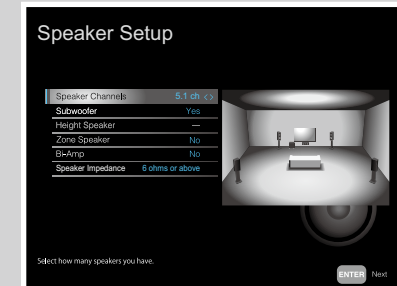 Speaker Setup
Speaker Channels 5.1 ch <>
Subwoofer Yes
Height Speaker ---
Zone Speaker No
Bi-Amp No
Speaker Impedance 6 ohms or above
Select how many speakers you have.
ENTER Next